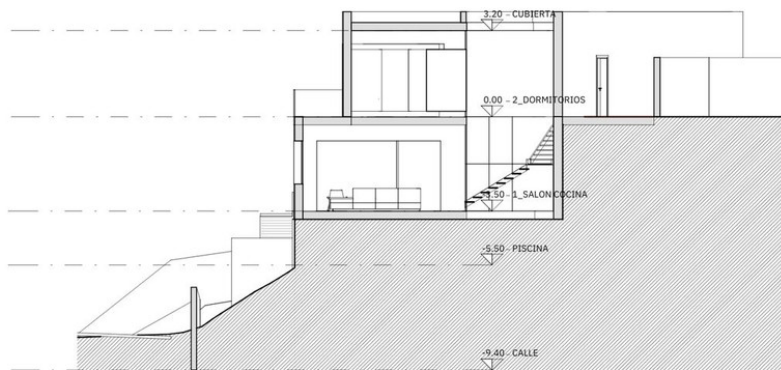 3.20 - CUBIERTA
0.00 - 2_DORMITORIOS
-3.50 - 1_SALON COCINA
-5.50 - PISCINA
-9.40 - CALLE